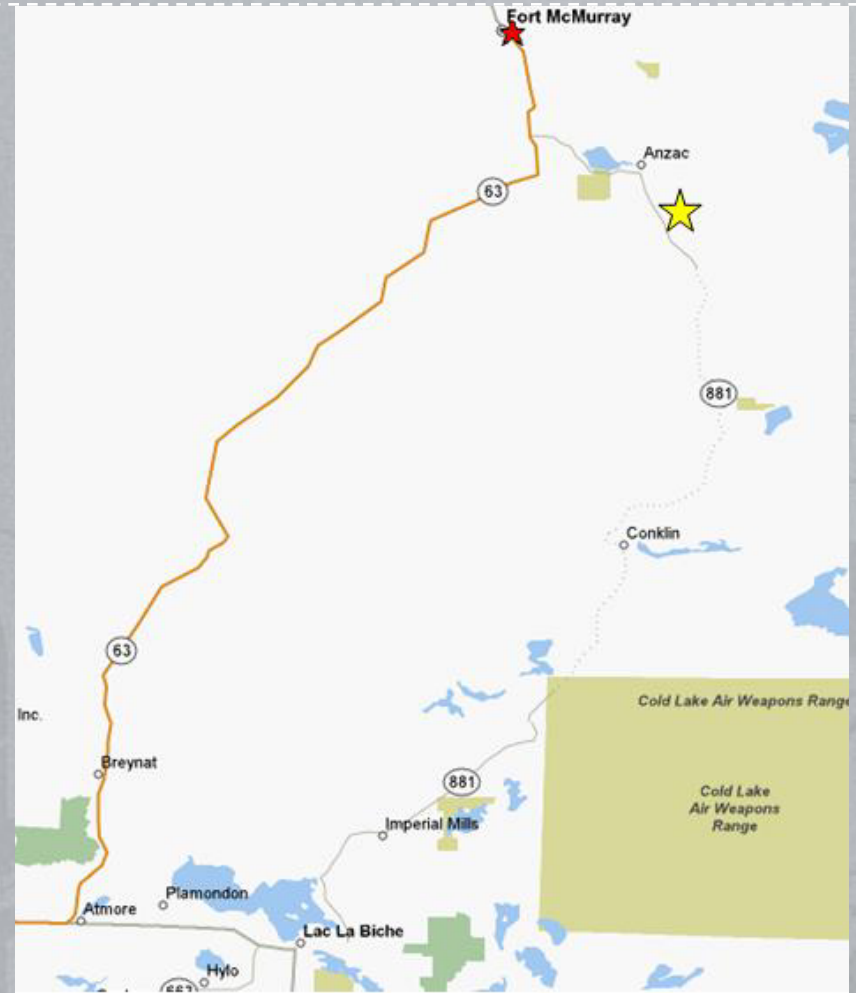 Fort McMurray
Anzac
63
881
Conklin
63
Cold Lake Air Weapons Range
Inc.
Breynat
881
Cold Lake
Air Weapons
Range
Imperial Mills
Plamondon
Atmore
Lac La Biche
Hylo
663